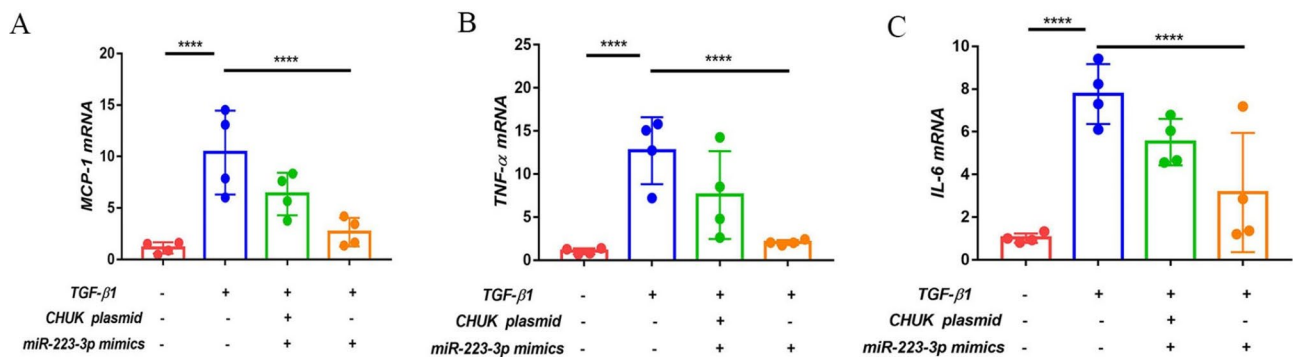 A
MCP-1 mRNA
20
15
10
5
0
****
****
TGF-β1 - + + +
CHUK plasmid - - + -
miR-223-3p mimics - - + +
B
TNF-α mRNA
25
20
15
10
5
0
****
****
TGF-β1 - + + +
CHUK plasmid - - + -
miR-223-3p mimics - - + +
C
IL-6 mRNA
10
8
6
4
2
0
****
****
TGF-β1 - + + +
CHUK plasmid - - + -
miR-223-3p mimics - - + +